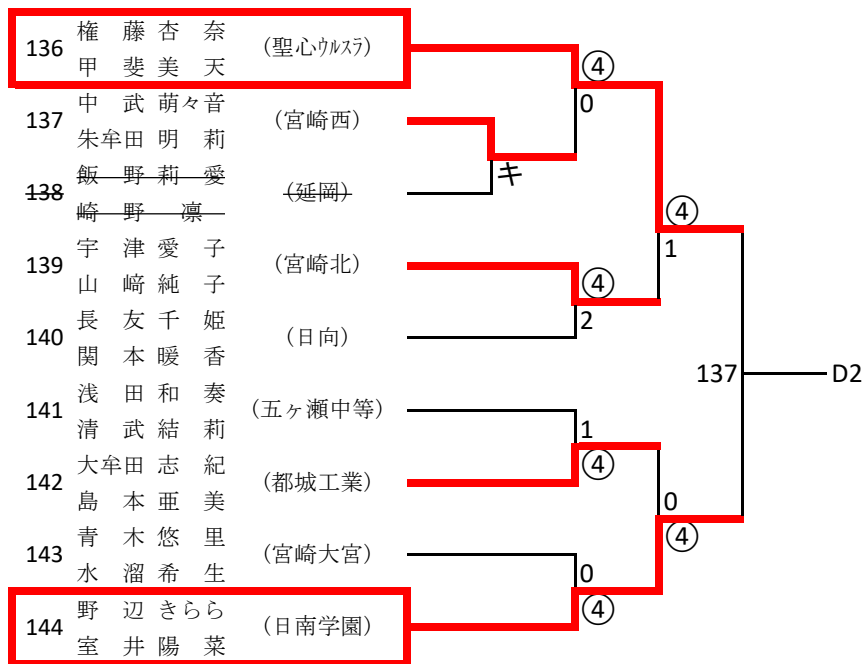 権 藤 杏 奈
136 (聖心ウルスラ)
甲 斐 美 天
④
0
中 武 萌々音
137 (宮崎西)
朱牟田 明 莉
キ
飯 野 莉 愛
138 (延岡)
崎 野 凛
④
1
宇 津 愛 子
139 (宮崎北)
山 﨑 純 子
④
2
長 友 千 姫
140 (日向)
関 本 暖 香
137 D2
浅 田 和 奏
141 (五ヶ瀬中等)
清 武 結 莉
1
④
大牟田 志 紀
142 (都城工業)
島 本 亜 美
0
④
青 木 悠 里
143 (宮崎大宮)
水 溜 希 生
0
④
野 辺 きらら
144 (日南学園)
室 井 陽 菜